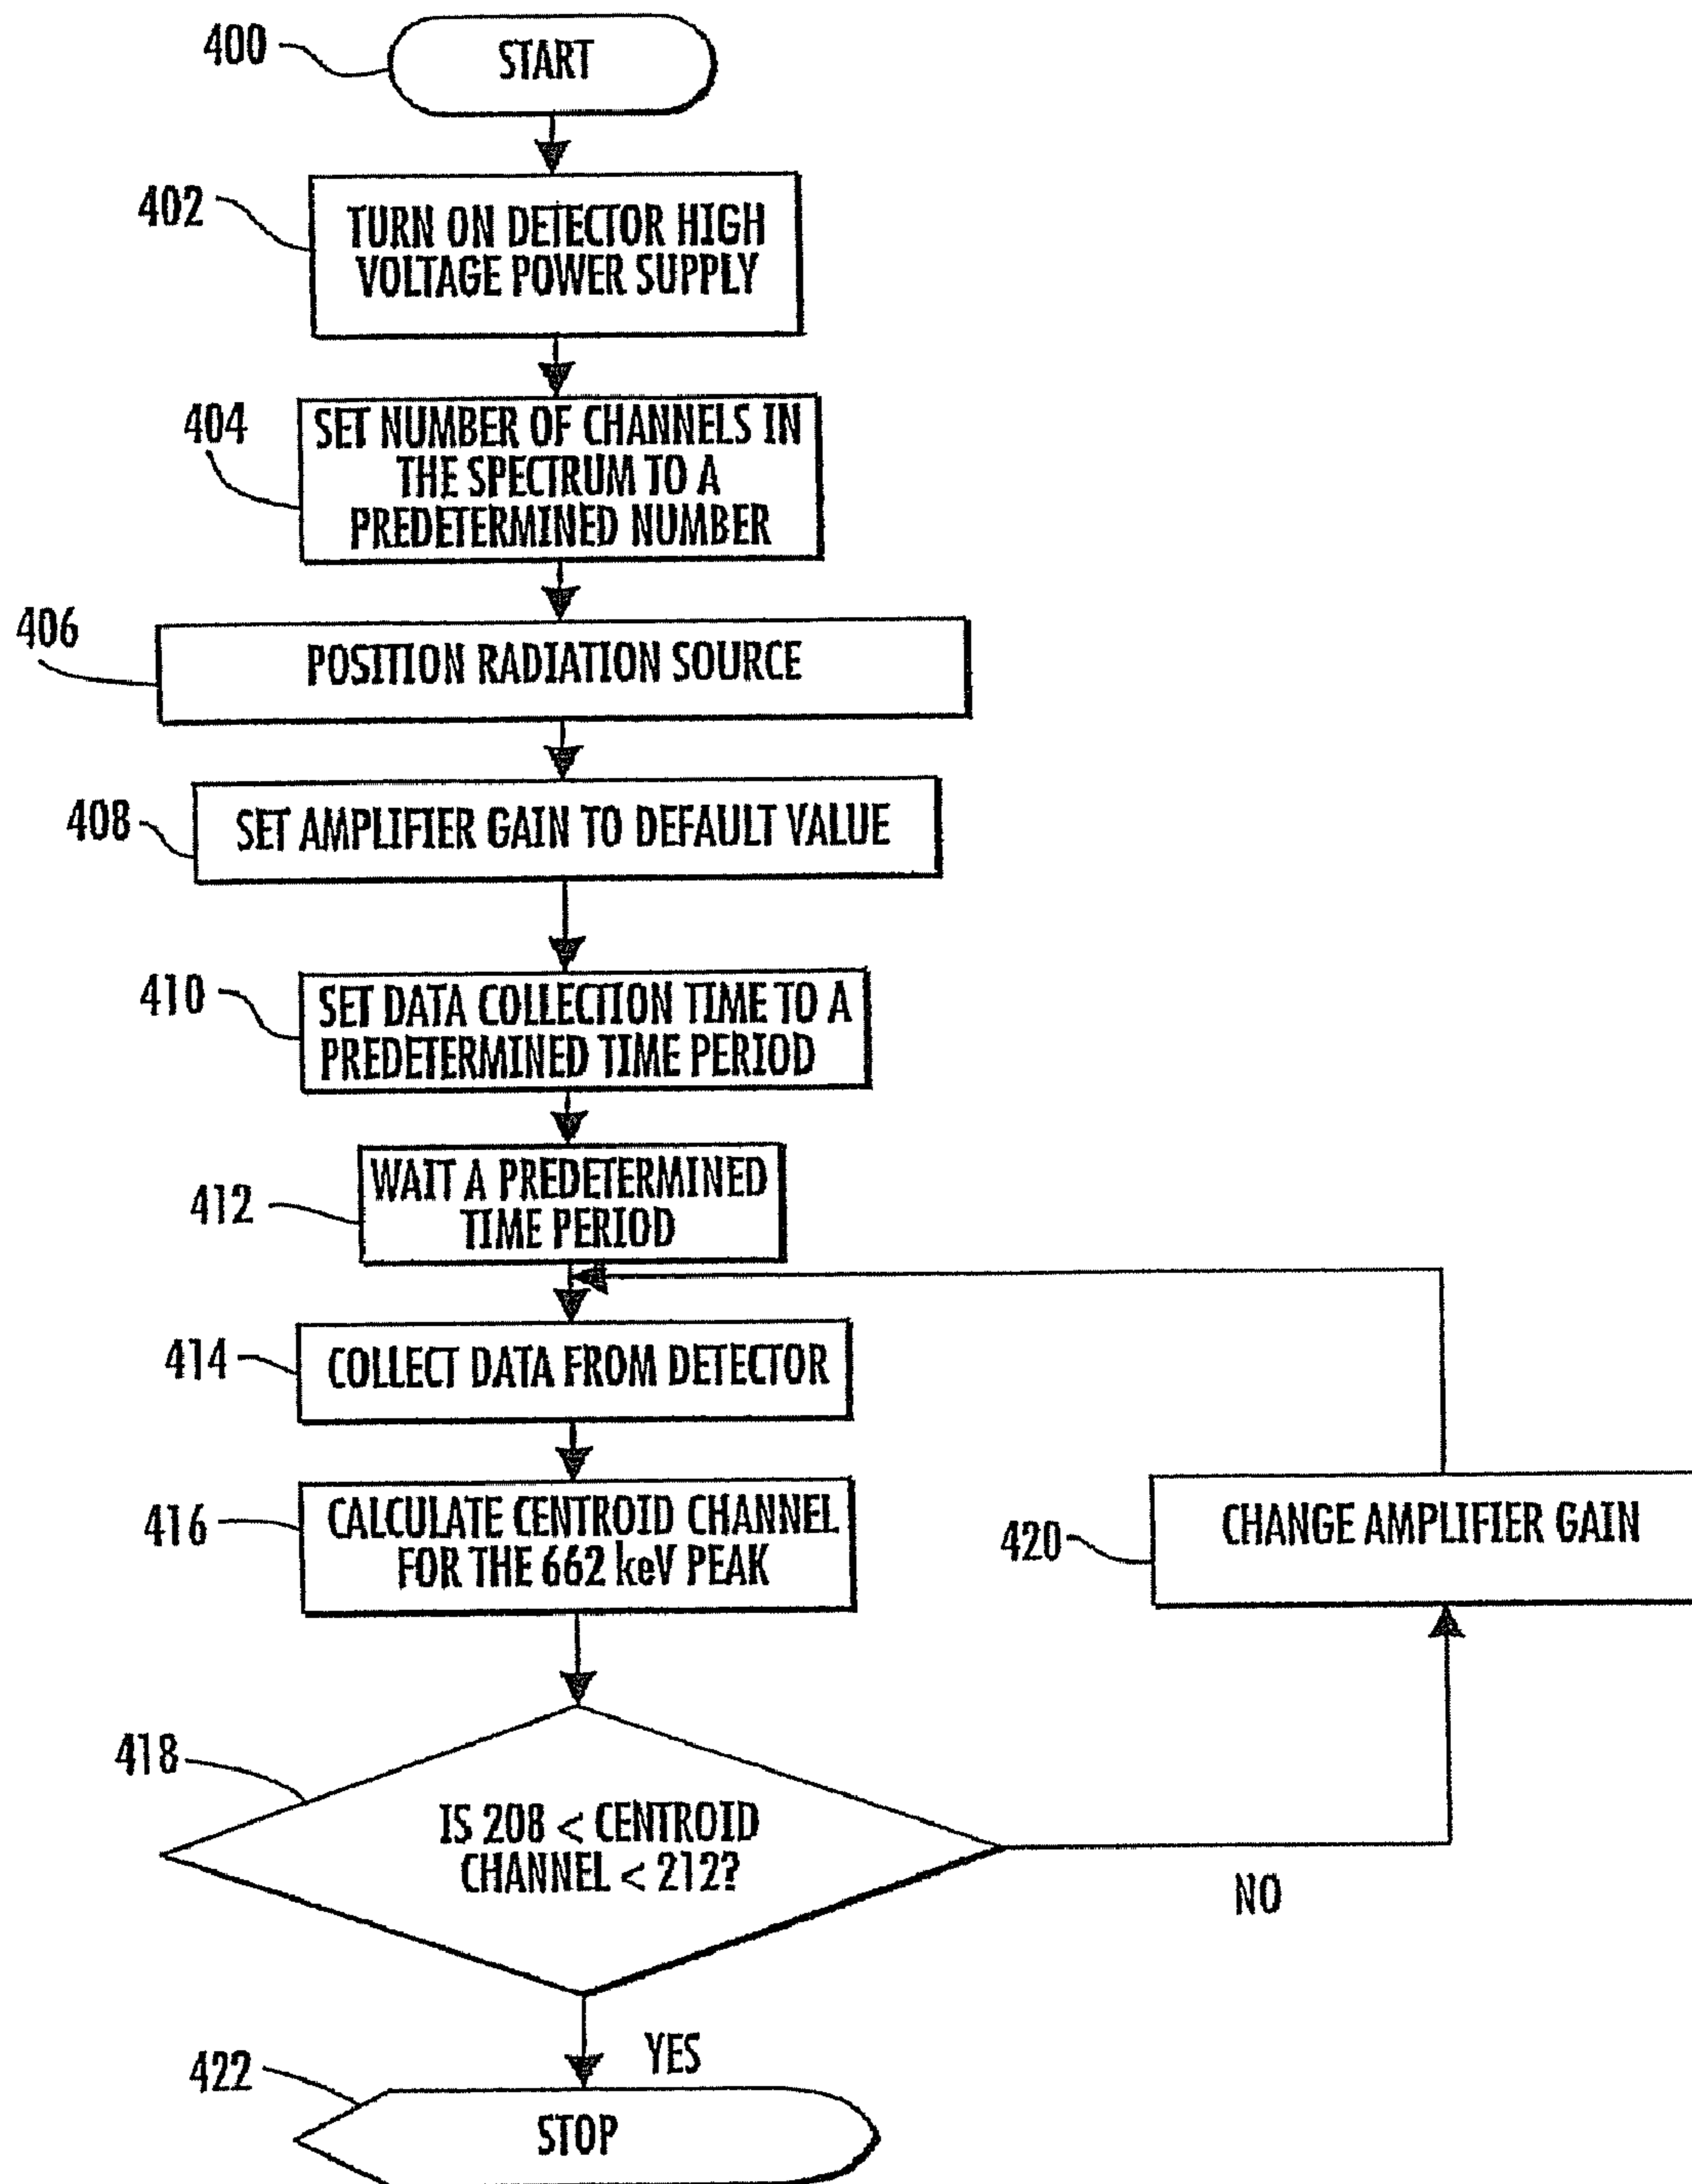 400
START
402
TURN ON DETECTOR HIGH
VOLTAGE POWER SUPPLY
404
SET NUMBER OF CHANNELS IN
THE SPECTRUM TO A
PREDETERMINED NUMBER
406
POSITION RADIATION SOURCE
408
SET AMPLIFIER GAIN TO DEFAULT VALUE
410
SET DATA COLLECTION TIME TO A
PREDETERMINED TIME PERIOD
412
WAIT A PREDETERMINED
TIME PERIOD
414
COLLECT DATA FROM DETECTOR
416
CALCULATE CENTROID CHANNEL
FOR THE 662 keV PEAK
420
CHANGE AMPLIFIER GAIN
418
IS 208 < CENTROID
CHANNEL < 212?
NO
YES
422
STOP